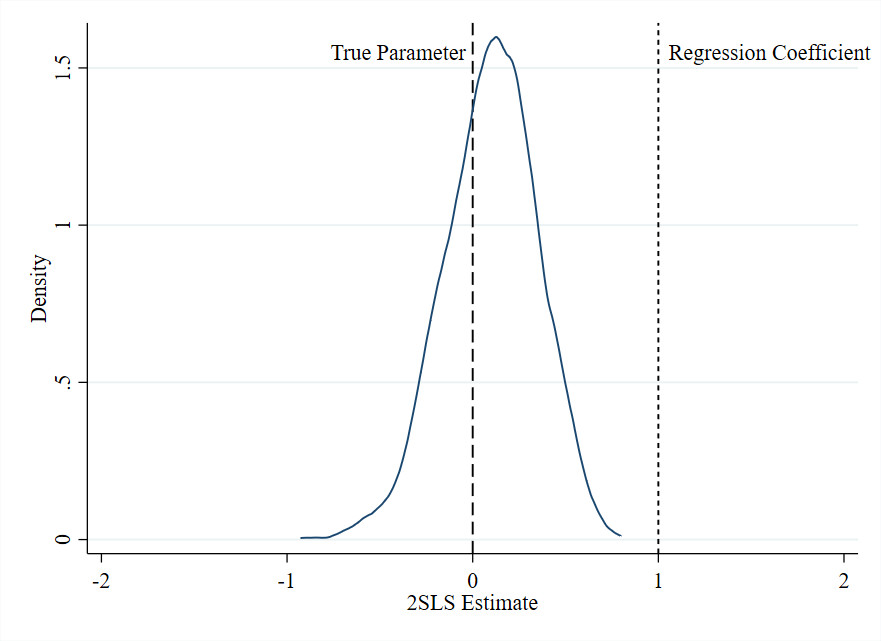 True Parameter
Regression Coefficient
1.5
1
.5
0
Density
-2
-1
0
1
2
2SLS Estimate